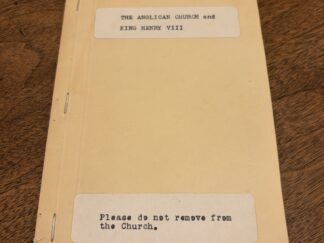 THE ANGLICAN CHURCH and
KING HENRY VIII
Please do not remove from
the Church.